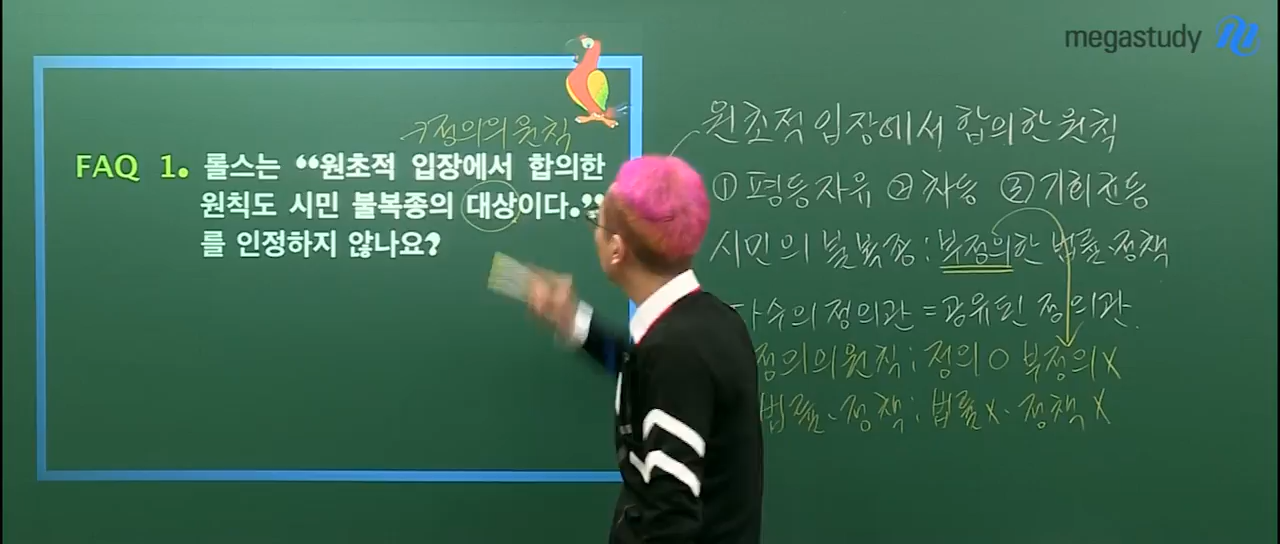 megastudy
→정의의 원칙
FAQ 1. 롤스는 “원초적 입장에서 합의한
원칙도 시민 불복종의 대상이다.”
를 인정하지 않나요?
원초적 입장에서 합의한 원칙
① 평등자유 ② 차등 ③ 기회균등
시민의 불복종 : 부정의한 법률·정책
다수의 정의관 = 공유된 정의관.
정의의 원칙 : 정의○ 부정의X
법률·정책 : 법률X·정책X